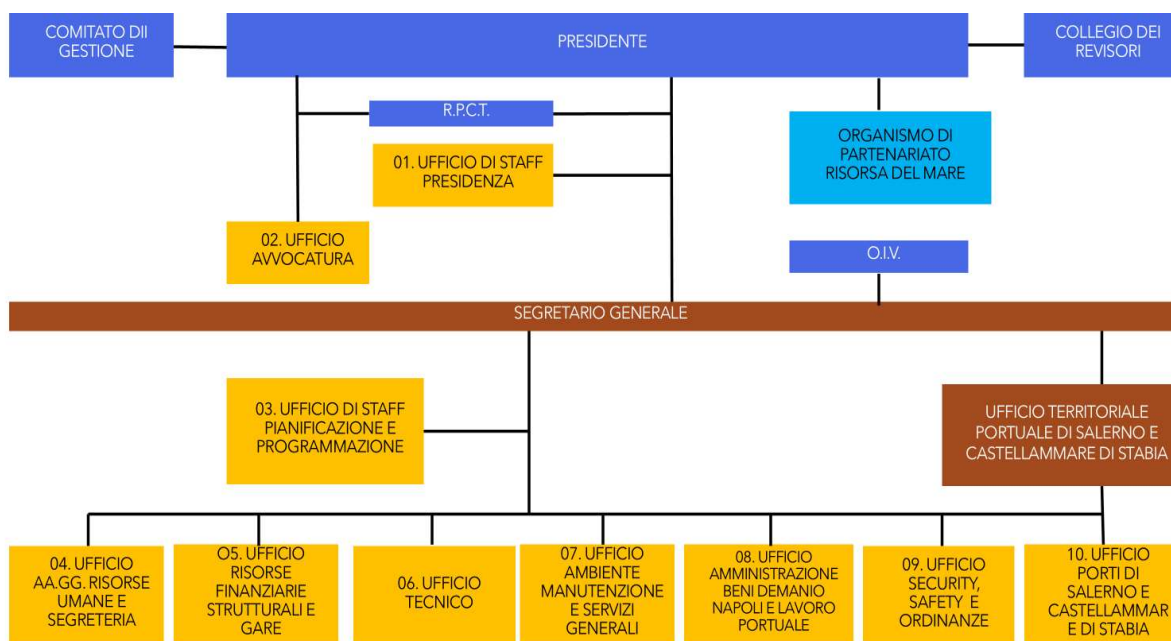 COMITATO DII
GESTIONE
PRESIDENTE
COLLEGIO DEI
REVISORI
R.P.C.T.
ORGANISMO DI
PARTENARIATO
RISORSA DEL MARE
01. UFFICIO DI STAFF
PRESIDENZA
02. UFFICIO
AVVOCATURA
O.I.V.
SEGRETARIO GENERALE
03. UFFICIO DI STAFF
PIANIFICAZIONE E
PROGRAMMAZIONE
UFFICIO TERRITORIALE
PORTUALE DI SALERNO E
CASTELLAMMARE DI STABIA
04. UFFICIO
AA.GG. RISORSE
UMANE E
SEGRETERIA
O5. UFFICIO
RISORSE
FINANZIARIE
STRUTTURALI E
GARE
06. UFFICIO
TECNICO
07. UFFICIO
AMBIENTE
MANUTENZIONE
E SERVIZI
GENERALI
08. UFFICIO
AMMINISTRAZIONE
BENI DEMANIO
NAPOLI E LAVORO
PORTUALE
09. UFFICIO
SECURITY,
SAFETY E
ORDINANZE
10. UFFICIO
PORTI DI
SALERNO E
CASTELLAMMAR
E DI STABIA